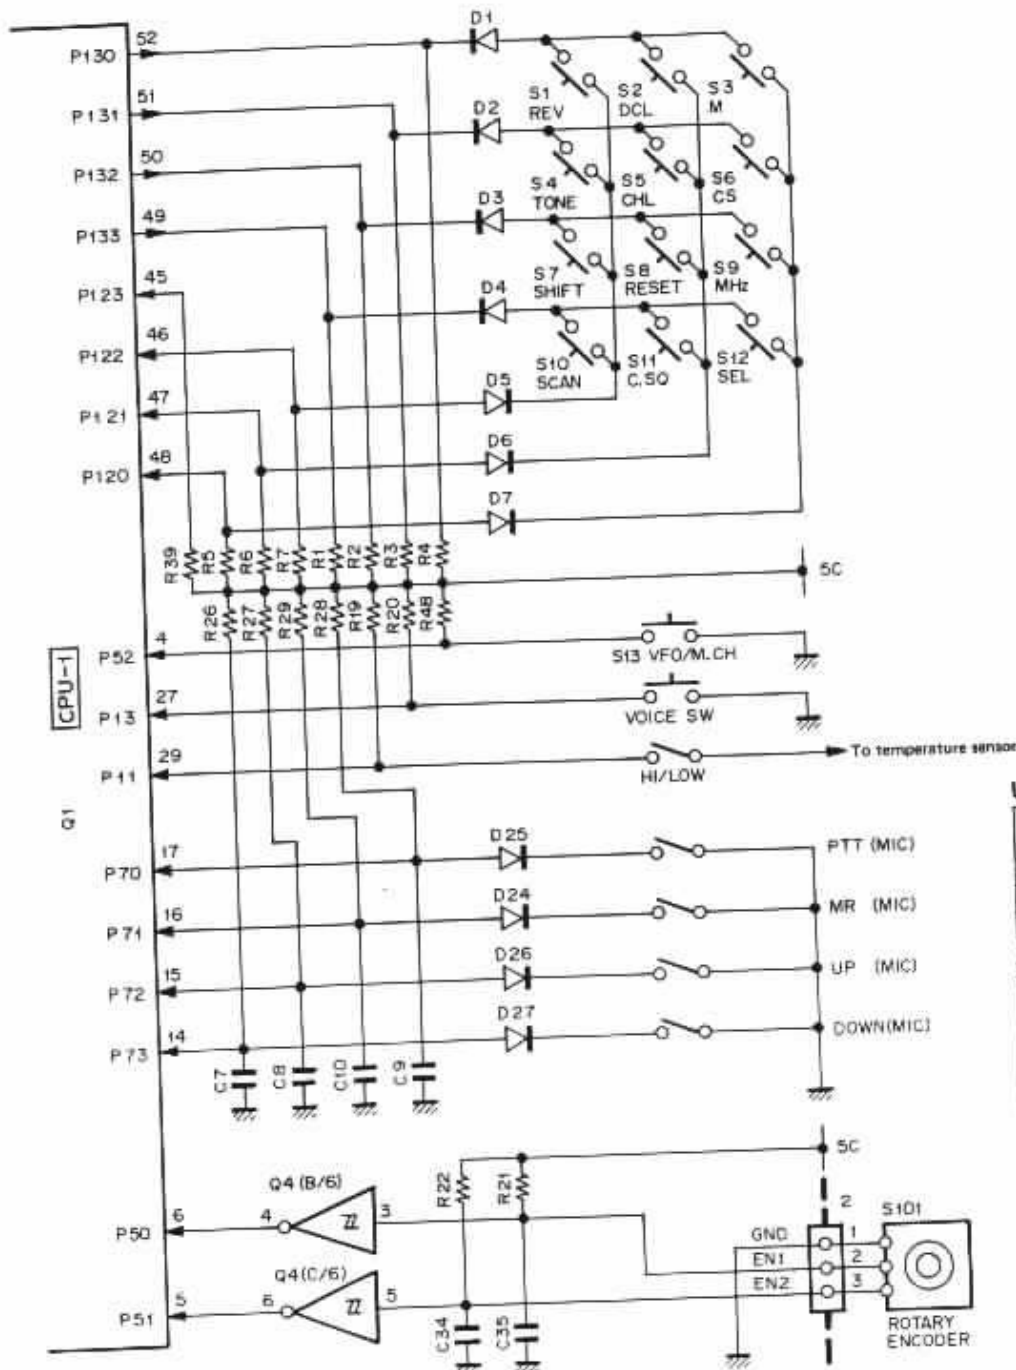 P130 52 D1
P131 51 S1 REV S2 DCL S3 M
D2
P132 50 S4 TONE S5 CHL S6 CS
P133 49 D3
S7 SHIFT S8 RESET S9 MHz
P123 45 D4
P122 46 S10 SCAN S11 C.SQ S12 SEL
P121 47 D5
P120 48 D6
D7
R39 R5 R6 R7 R1 R2 R3 R4
5C
R26 R27 R29 R28 R19 R20 R48
P52 4 S13 VFO/M.CH
CPU-1
P13 27 VOICE SW
P11 29 HI/LOW To temperature sensor
Q1
P70 17 D25 PTT (MIC)
P71 16 D24 MR (MIC)
P72 15 D26 UP (MIC)
P73 14 D27 DOWN(MIC)
C7 C8 C10 C9
5C
R22 R21
Q4 (B/6)
P50 6 4 3
2
S101
GND 1
EN1 2
EN2 3
Q4(C/6)
P51 5 6 5
C34 C35
ROTARY
ENCODER